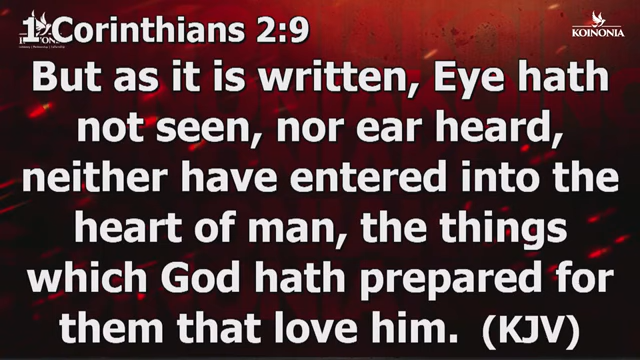 1 Corinthians 2:9
KOINONIA
But as it is written, Eye hath
not seen, nor ear heard,
neither have entered into the
heart of man, the things
which God hath prepared for
them that love him. (KJV)